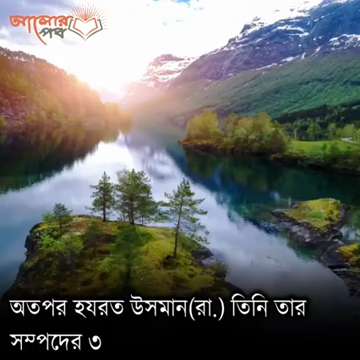 আলোর
পথ
অতপর হযরত উসমান(রা.) তিনি তার
সম্পদের ৩